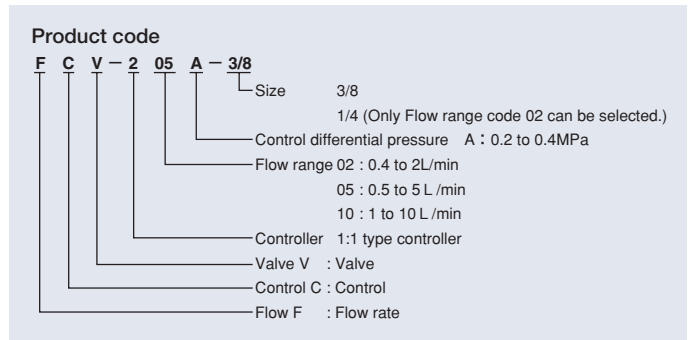 Product code
F C V － 2 05 A － 3/8
Size 3/8
1/4 (Only Flow range code 02 can be selected.)
Control differential pressure A：0.2 to 0.4MPa
Flow range 02 : 0.4 to 2L/min
05 : 0.5 to 5 L /min
10 : 1 to 10 L /min
Controller 1:1 type controller
Valve V : Valve
Control C : Control
Flow F : Flow rate